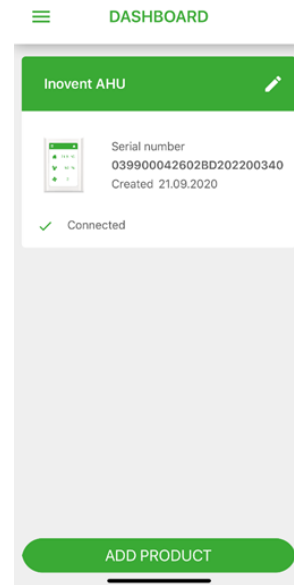 DASHBOARD
Inovent AHU
Serial number
039900042602BD202200340
Created 21.09.2020
Connected
ADD PRODUCT